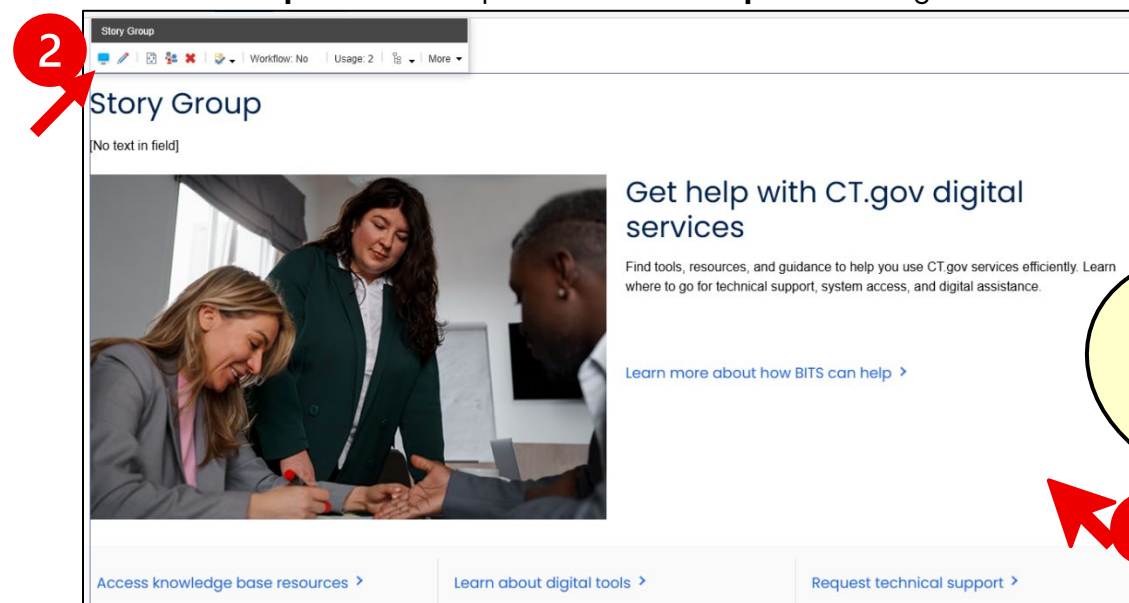 Story Group
2
Workflow: No Usage: 2 More
Story Group
[No text in field]
Get help with CT.gov digital
services
Find tools, resources, and guidance to help you use CT.gov services efficiently. Learn
where to go for technical support, system access, and digital assistance.
Learn more about how BITS can help >
Access knowledge base resources > Learn about digital tools > Request technical support >